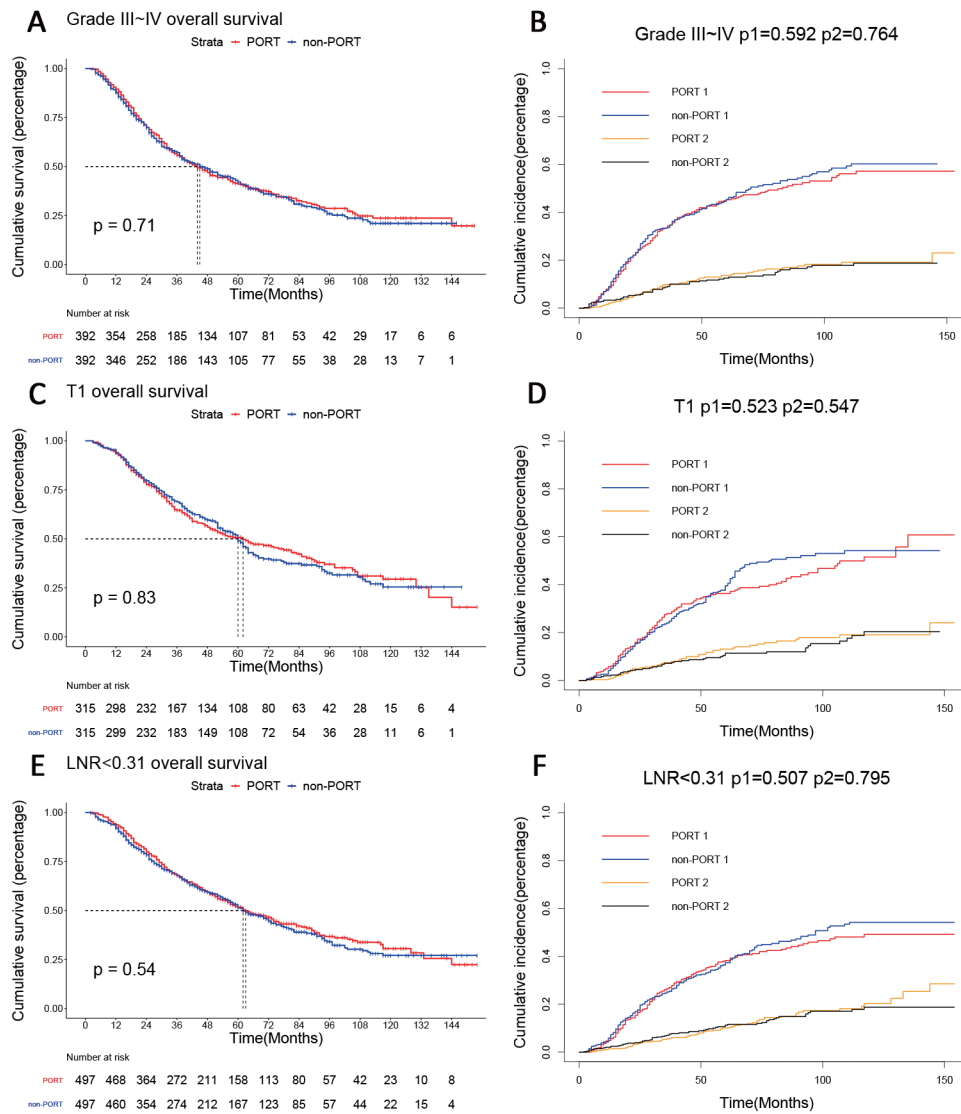 A Grade III~IV overall survival
Strata PORT non-PORT
Cumulative survival (percentage)
1.00
0.75
0.50
0.25
0.00
p = 0.71
0 12 24 36 48 60 72 84 96 108 120 132 144
Time(Months)
Number at risk
PORT 392 354 258 185 134 107 81 53 42 29 17 6 6
non-PORT 392 346 252 186 143 105 77 55 38 28 13 7 1
B Grade III~IV p1=0.592 p2=0.764
Cumulative incidence(percentage)
1.0
0.8
0.6
0.4
0.2
0.0
PORT 1
non-PORT 1
PORT 2
non-PORT 2
0 50 100 150
Time(Months)
C T1 overall survival
Strata PORT non-PORT
Cumulative survival (percentage)
1.00
0.75
0.50
0.25
0.00
p = 0.83
0 12 24 36 48 60 72 84 96 108 120 132 144
Time(Months)
Number at risk
PORT 315 298 232 167 134 108 80 63 42 28 15 6 4
non-PORT 315 299 232 183 149 108 72 54 36 28 11 6 1
D T1 p1=0.523 p2=0.547
Cumulative incidence(percentage)
1.0
0.8
0.6
0.4
0.2
0.0
PORT 1
non-PORT 1
PORT 2
non-PORT 2
0 50 100 150
Time(Months)
E LNR<0.31 overall survival
Strata PORT non-PORT
Cumulative survival (percentage)
1.00
0.75
0.50
0.25
0.00
p = 0.54
0 12 24 36 48 60 72 84 96 108 120 132 144
Time(Months)
Number at risk
PORT 497 468 364 272 211 158 113 80 57 42 23 10 8
non-PORT 497 460 354 274 212 167 123 85 57 44 22 15 4
F LNR<0.31 p1=0.507 p2=0.795
Cumulative incidence(percentage)
1.0
0.8
0.6
0.4
0.2
0.0
PORT 1
non-PORT 1
PORT 2
non-PORT 2
0 50 100 150
Time(Months)